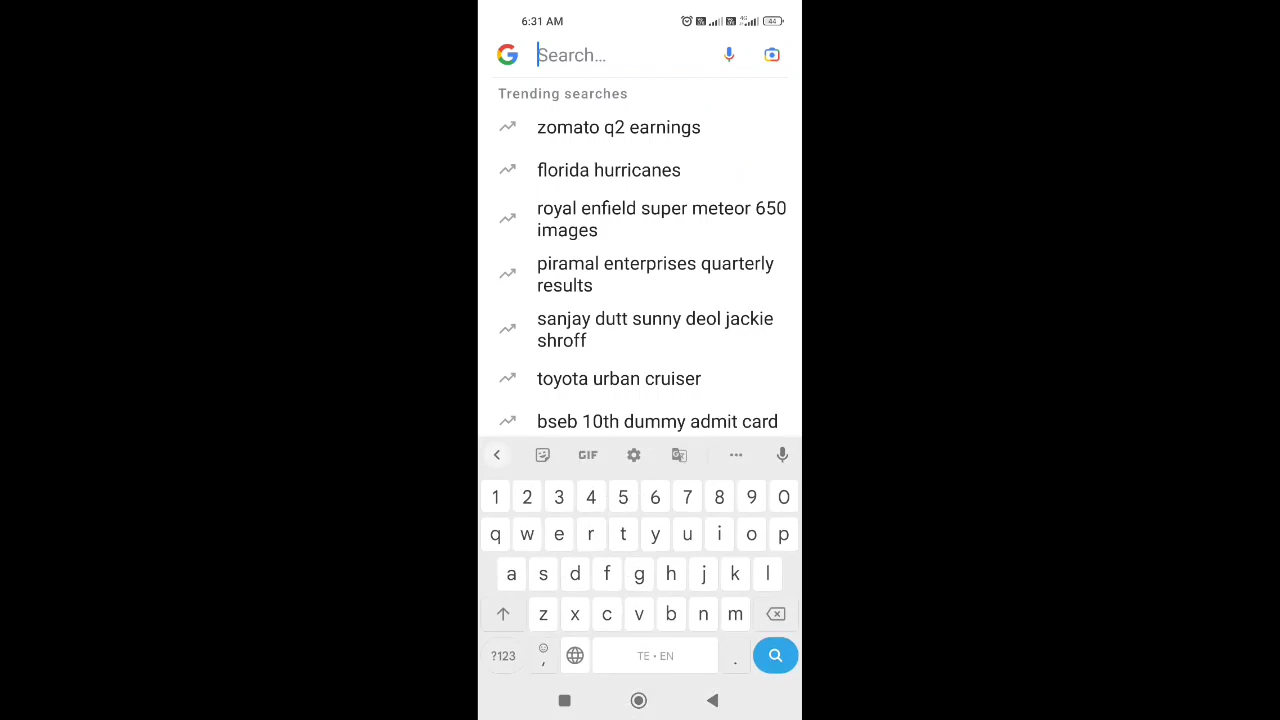 6:31 AM
4G
44
G
Search...
Trending searches
zomato q2 earnings
florida hurricanes
royal enfield super meteor 650
images
piramal enterprises quarterly
results
sanjay dutt sunny deol jackie
shroff
toyota urban cruiser
bseb 10th dummy admit card
GIF
1 2 3 4 5 6 7 8 9 0
q w e r t y u i o p
a s d f g h j k l
z x c v b n m
?123 , TE • EN .